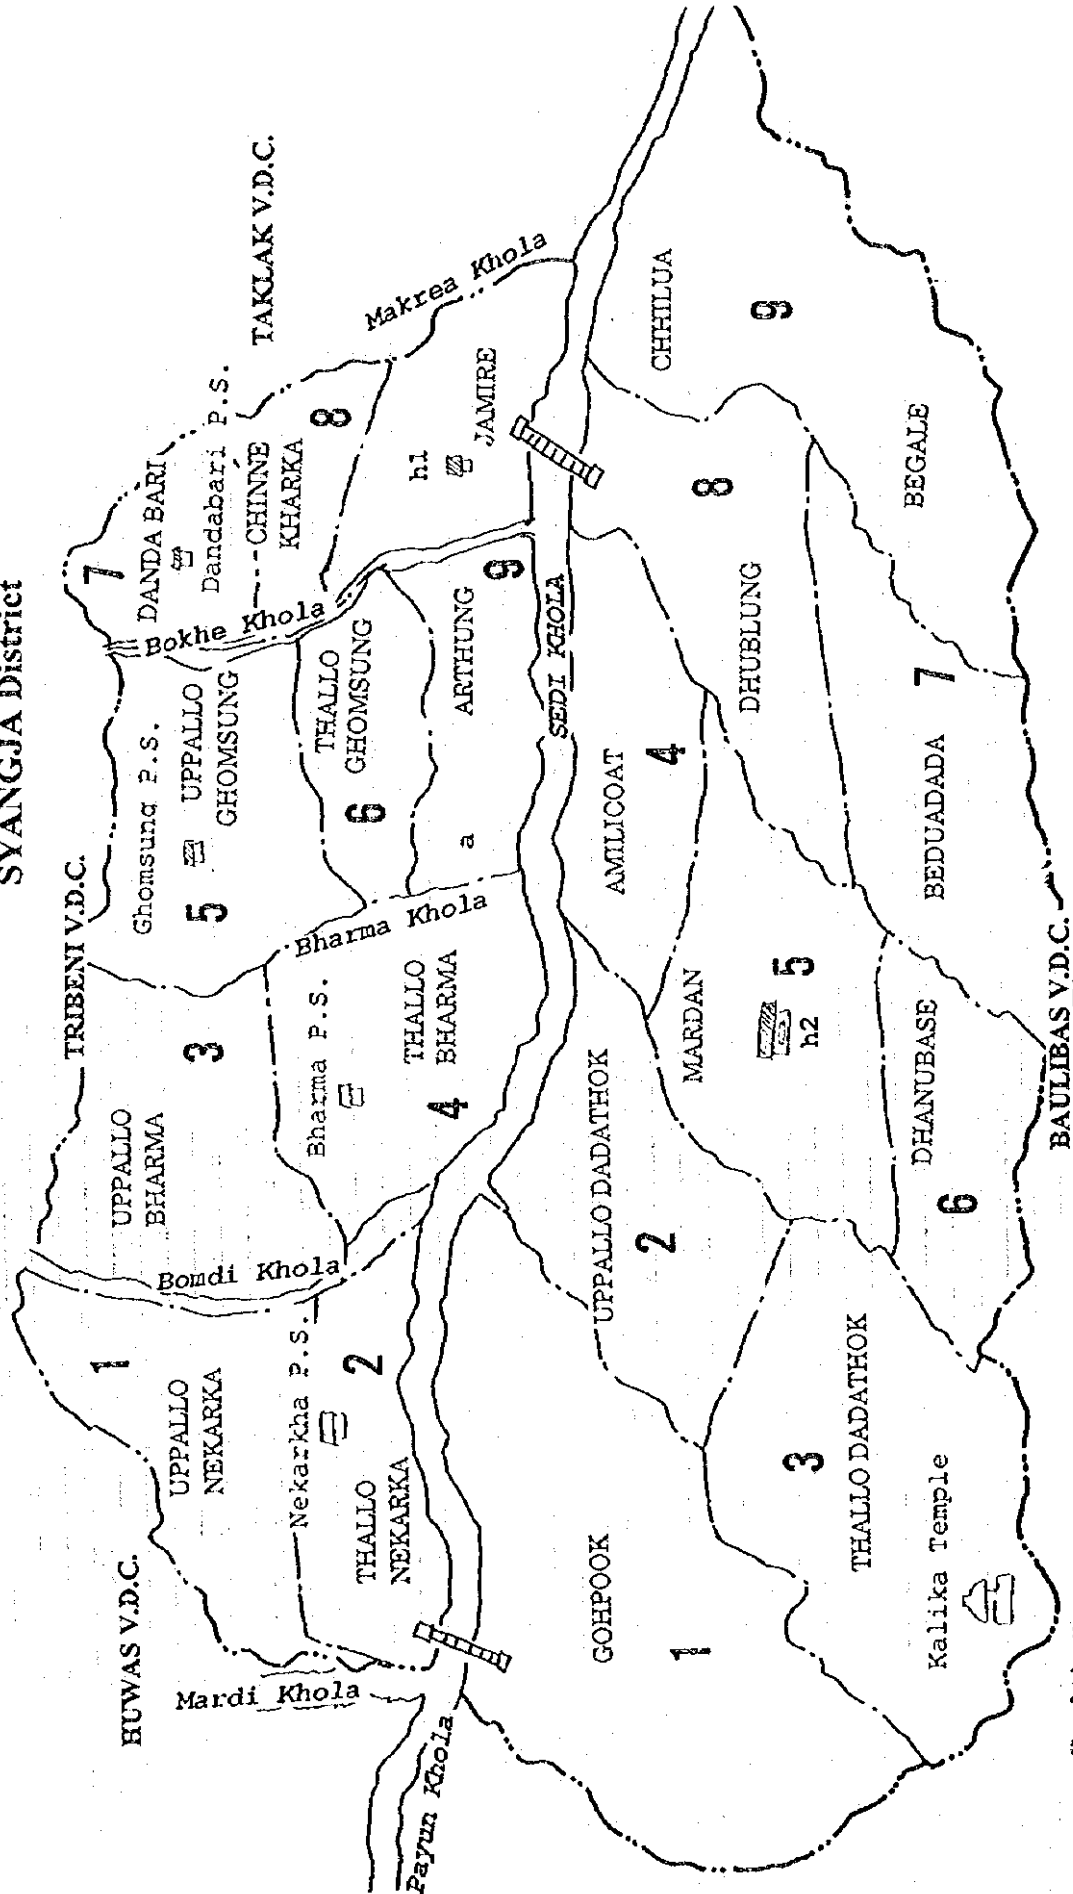 SYANGJA District
HUWAS V.D.C.
TRIBENI V.D.C.
TAKLAK V.D.C.
1
UPPALLO
NEKARKA
Nekarkha P.S.
2
THALLO
NEKARKA
Mardi Khola
Bomdi Khola
UPPALLO
BHARMA
3
Bharma P.S.
THALLO
BHARMA
4
Bharma Khola
Ghomsung P.S.
5
UPPALLO
GHOMSUNG
THALLO
GHOMSUNG
6
a
ARTHUNG
9
Bokhe Khola
7
DANDA BARI
Dandabari P.S.
CHINNE
KHARKA
8
h1
JAMIRE
Makrea Khola
Payun Khola
SEDI KHOLA
GOHPOOK
1
UPPALLO DADATHOK
2
3
THALLO DADATHOK
Kalika Temple
AMILICOAT
4
MARDAN
5
h2
DHANUBASE
6
DHUBLUNG
8
BEDUADADA
7
CHHILUA
9
BEGALE
BAULIBAS V.D.C.